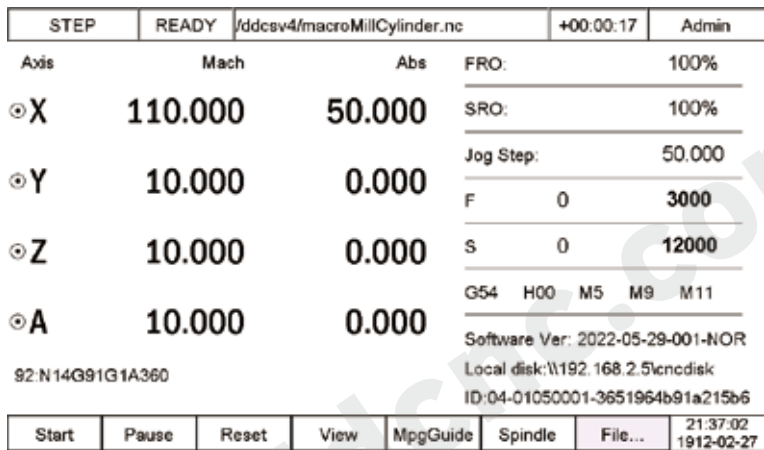 STEP READY /ddcsv4/macroMillCylinder.nc +00:00:17 Admin
Axis Mach Abs FRO: 100%
X 110.000 50.000 SRO: 100%
Jog Step: 50.000
Y 10.000 0.000
F 0 3000
Z 10.000 0.000 S 0 12000
G54 H00 M5 M9 M11
A 10.000 0.000
Software Ver: 2022-05-29-001-NOR
92:N14G91G1A360 Local disk:\\192.168.2.5\cncdisk
ID:04-01050001-3651964b91a215b6
Start Pause Reset View MpgGuide Spindle File... 21:37:02
1912-02-27